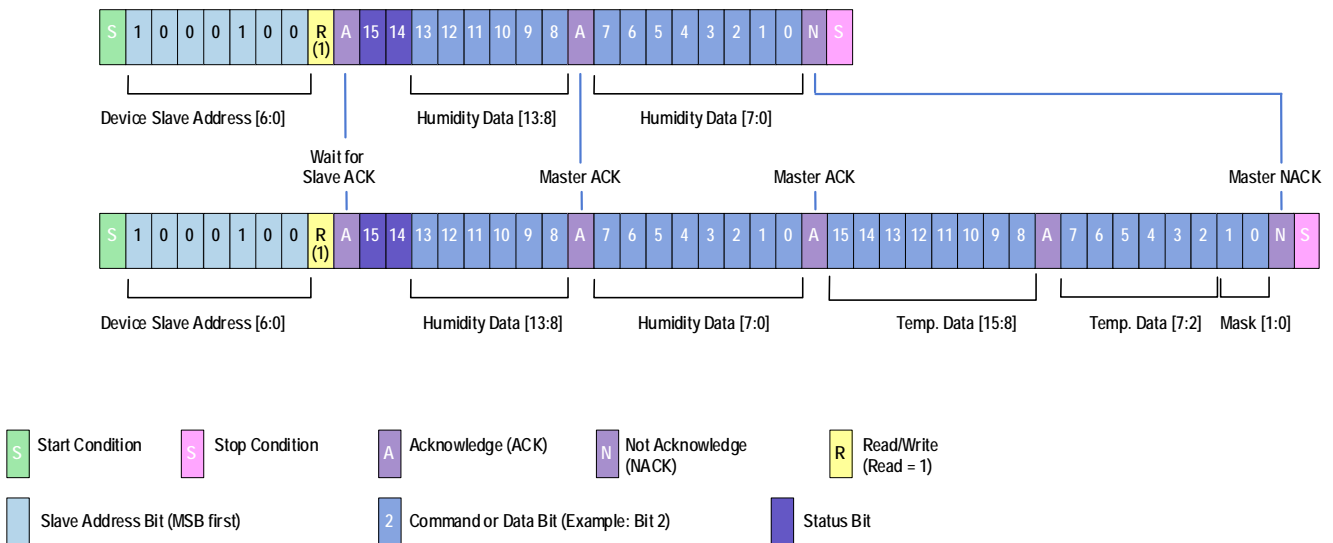 S 1 0 0 0 1 0 0 R (1) A 15 14 13 12 11 10 9 8 A 7 6 5 4 3 2 1 0 N S
Device Slave Address [6:0] Humidity Data [13:8] Humidity Data [7:0]
Wait for
Slave ACK Master ACK Master ACK Master NACK
S 1 0 0 0 1 0 0 R (1) A 15 14 13 12 11 10 9 8 A 7 6 5 4 3 2 1 0 A 15 14 13 12 11 10 9 8 A 7 6 5 4 3 2 1 0 N S
Device Slave Address [6:0] Humidity Data [13:8] Humidity Data [7:0] Temp. Data [15:8] Temp. Data [7:2] Mask [1:0]
S Start Condition S Stop Condition A Acknowledge (ACK) N Not Acknowledge (NACK) R Read/Write (Read = 1)
Slave Address Bit (MSB first) 2 Command or Data Bit (Example: Bit 2) Status Bit